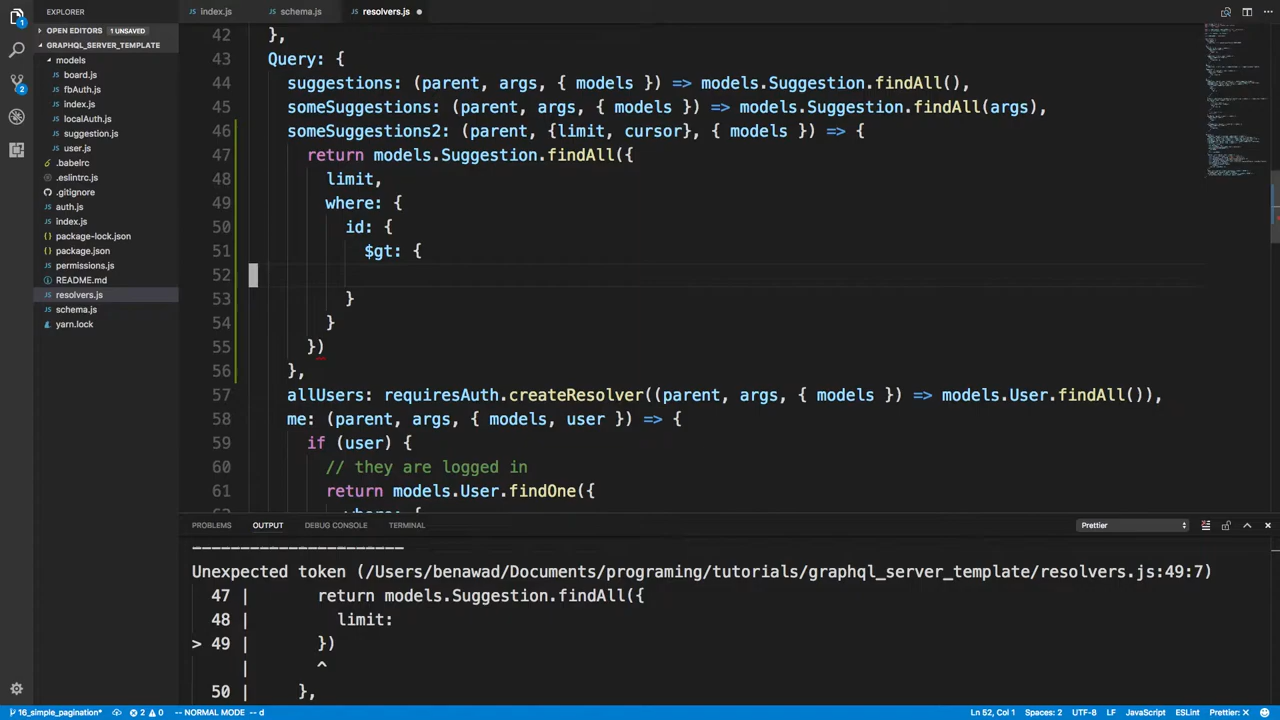 EXPLORER
OPEN EDITORS 1 UNSAVED
GRAPHQL_SERVER_TEMPLATE
models
board.js
fbAuth.js
index.js
localAuth.js
suggestion.js
user.js
.babelrc
.eslintrc.js
.gitignore
auth.js
index.js
package-lock.json
package.json
permissions.js
README.md
resolvers.js
schema.js
yarn.lock
1
2
index.js schema.js resolvers.js
42 },
43 Query: {
44 suggestions: (parent, args, { models }) => models.Suggestion.findAll(),
45 someSuggestions: (parent, args, { models }) => models.Suggestion.findAll(args),
46 someSuggestions2: (parent, {limit, cursor}, { models }) => {
47 return models.Suggestion.findAll({
48 limit,
49 where: {
50 id: {
51 $gt: {
52
53 }
54 }
55 })
56 },
57 allUsers: requiresAuth.createResolver((parent, args, { models }) => models.User.findAll()),
58 me: (parent, args, { models, user }) => {
59 if (user) {
60 // they are logged in
61 return models.User.findOne({
PROBLEMS OUTPUT DEBUG CONSOLE TERMINAL Prettier
----------------------
Unexpected token (/Users/benawad/Documents/programing/tutorials/graphql_server_template/resolvers.js:49:7)
47 | return models.Suggestion.findAll({
48 | limit:
> 49 | })
| ^
50 | },
16_simple_pagination* 2 0 -- NORMAL MODE -- d Ln 52, Col 1 Spaces: 2 UTF-8 LF JavaScript ESLint Prettier: ×